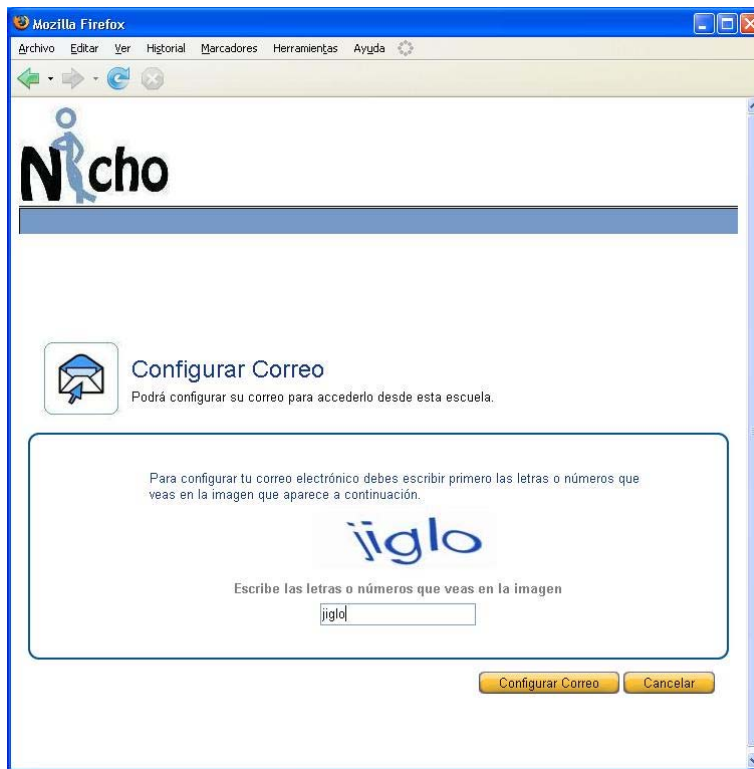 Mozilla Firefox
Archivo Editar Ver Historial Marcadores Herramientas Ayuda
Nicho
Configurar Correo
Podrá configurar su correo para accederlo desde esta escuela.
Para configurar tu correo electrónico debes escribir primero las letras o números que
veas en la imagen que aparece a continuación.
jiglo
Escribe las letras o números que veas en la imagen
jiglo
Configurar Correo Cancelar